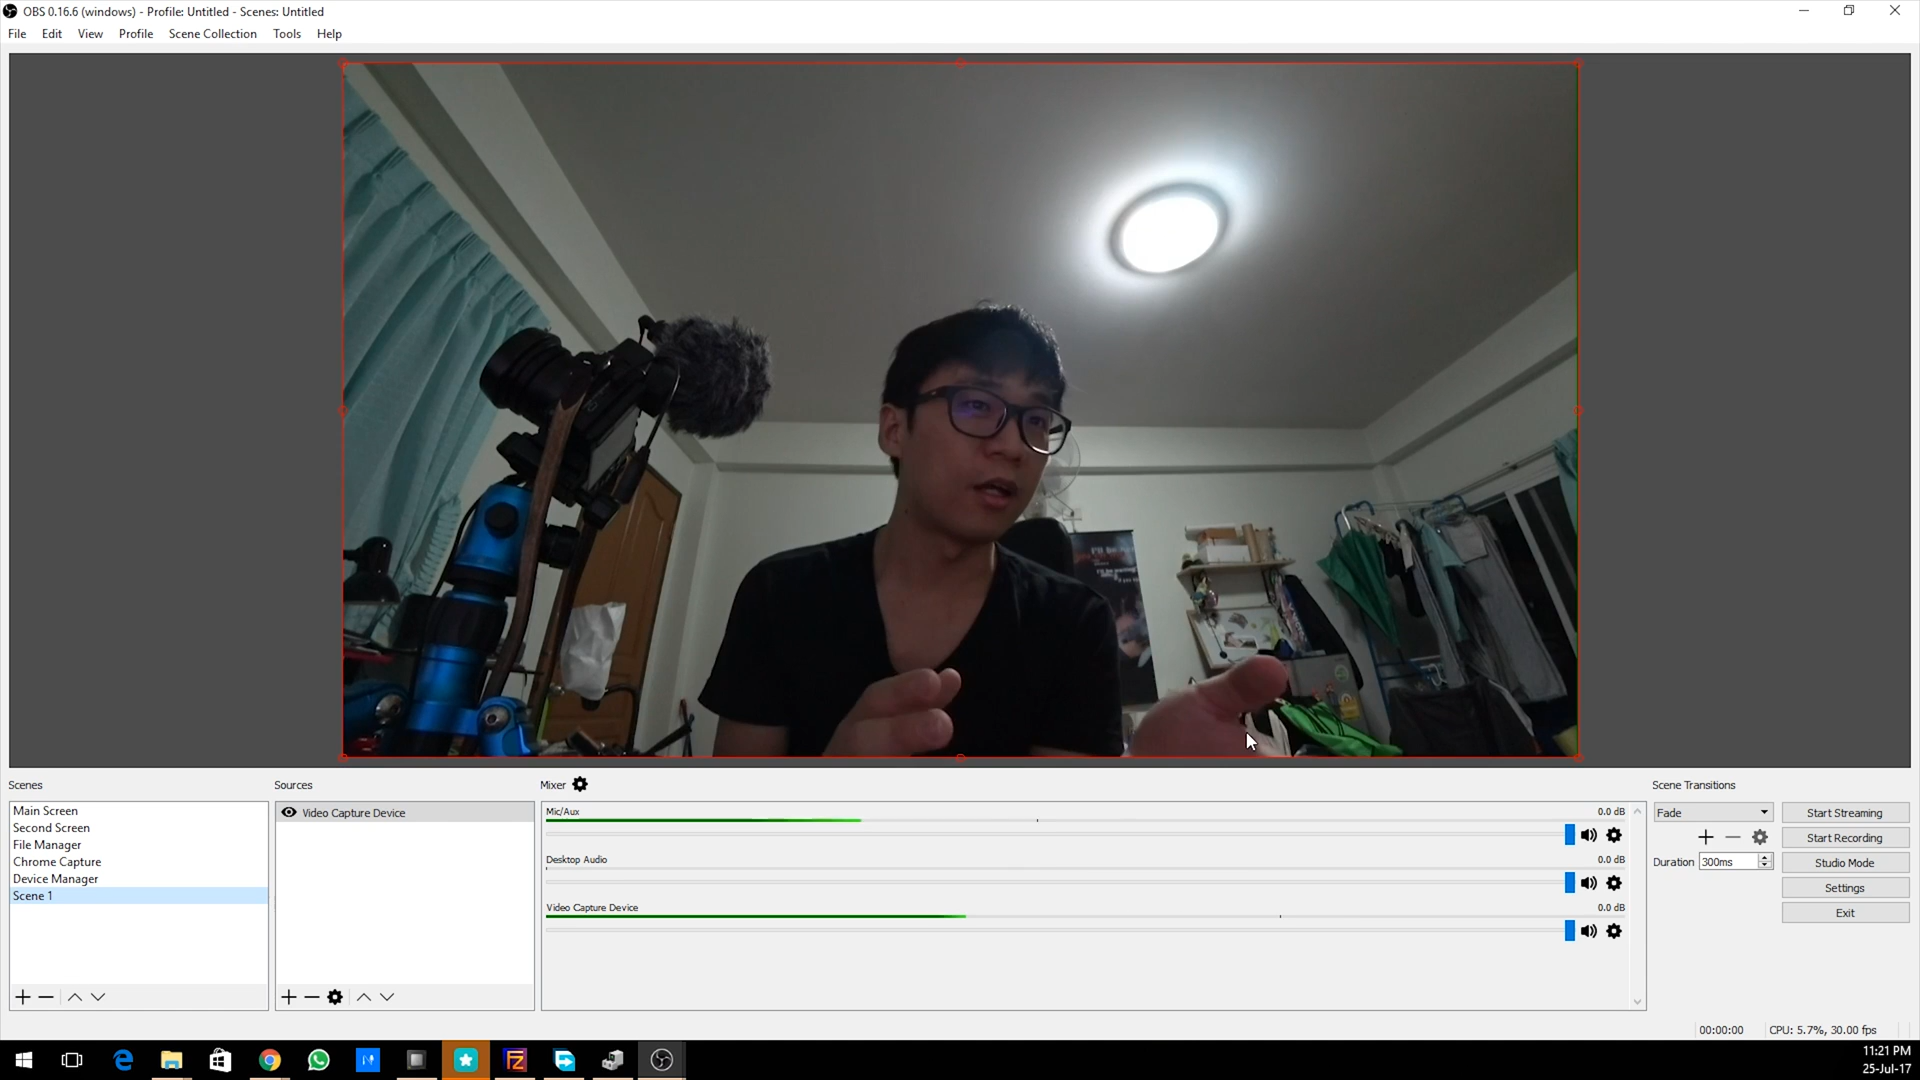 OBS 0.16.6 (windows) - Profile: Untitled - Scenes: Untitled
File Edit View Profile Scene Collection Tools Help
Scenes
Main Screen
Second Screen
File Manager
Chrome Capture
Device Manager
Scene 1
Sources
Video Capture Device
Mixer
Mic/Aux 0.0 dB
Desktop Audio 0.0 dB
Video Capture Device 0.0 dB
Scene Transitions
Fade
Duration 300ms
Start Streaming
Start Recording
Studio Mode
Settings
Exit
00:00:00 CPU: 5.7%, 30.00 fps
11:21 PM
25-Jul-17